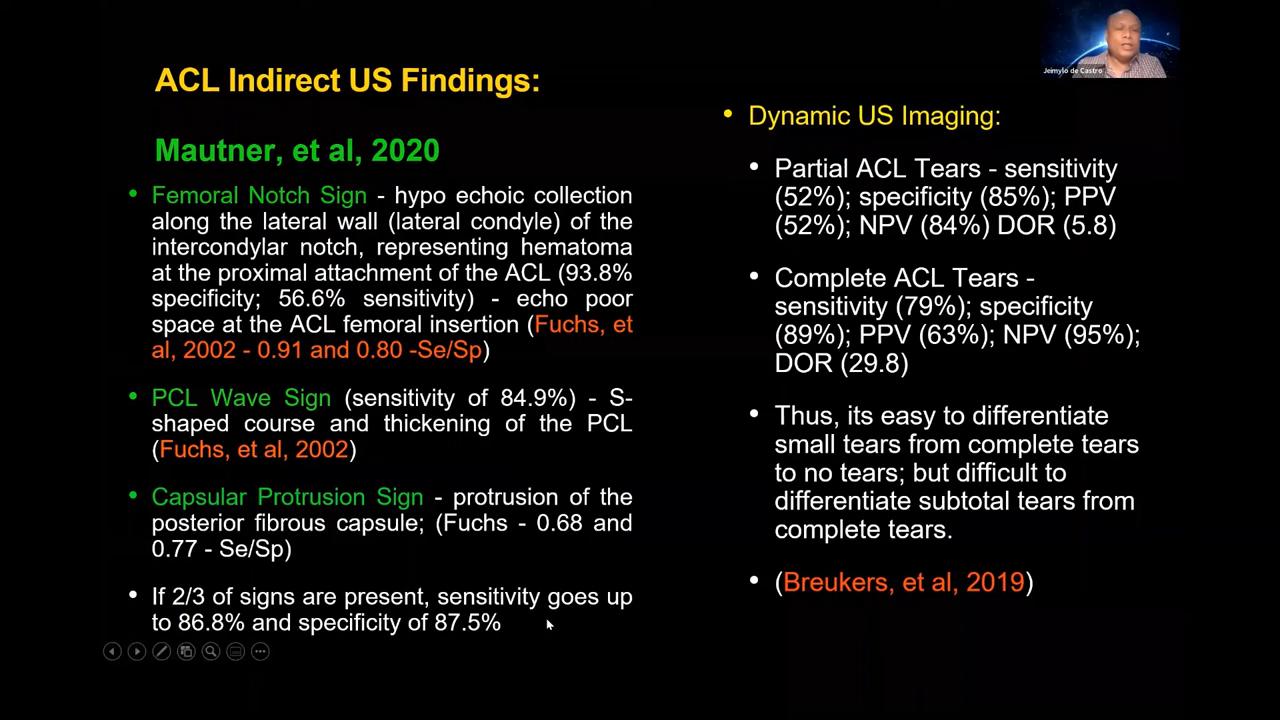 ACL Indirect US Findings:
Mautner, et al, 2020
• Femoral Notch Sign - hypo echoic collection
along the lateral wall (lateral condyle) of the
intercondylar notch, representing hematoma
at the proximal attachment of the ACL (93.8%
specificity; 56.6% sensitivity) - echo poor
space at the ACL femoral insertion (Fuchs, et
al, 2002 - 0.91 and 0.80 -Se/Sp)
• PCL Wave Sign (sensitivity of 84.9%) - S-
shaped course and thickening of the PCL
(Fuchs, et al, 2002)
• Capsular Protrusion Sign - protrusion of the
posterior fibrous capsule; (Fuchs - 0.68 and
0.77 - Se/Sp)
• If 2/3 of signs are present, sensitivity goes up
to 86.8% and specificity of 87.5%
• Dynamic US Imaging:
• Partial ACL Tears - sensitivity
(52%); specificity (85%); PPV
(52%); NPV (84%) DOR (5.8)
• Complete ACL Tears -
sensitivity (79%); specificity
(89%); PPV (63%); NPV (95%);
DOR (29.8)
• Thus, its easy to differentiate
small tears from complete tears
to no tears; but difficult to
differentiate subtotal tears from
complete tears.
• (Breukers, et al, 2019)
Jeimylo de Castro